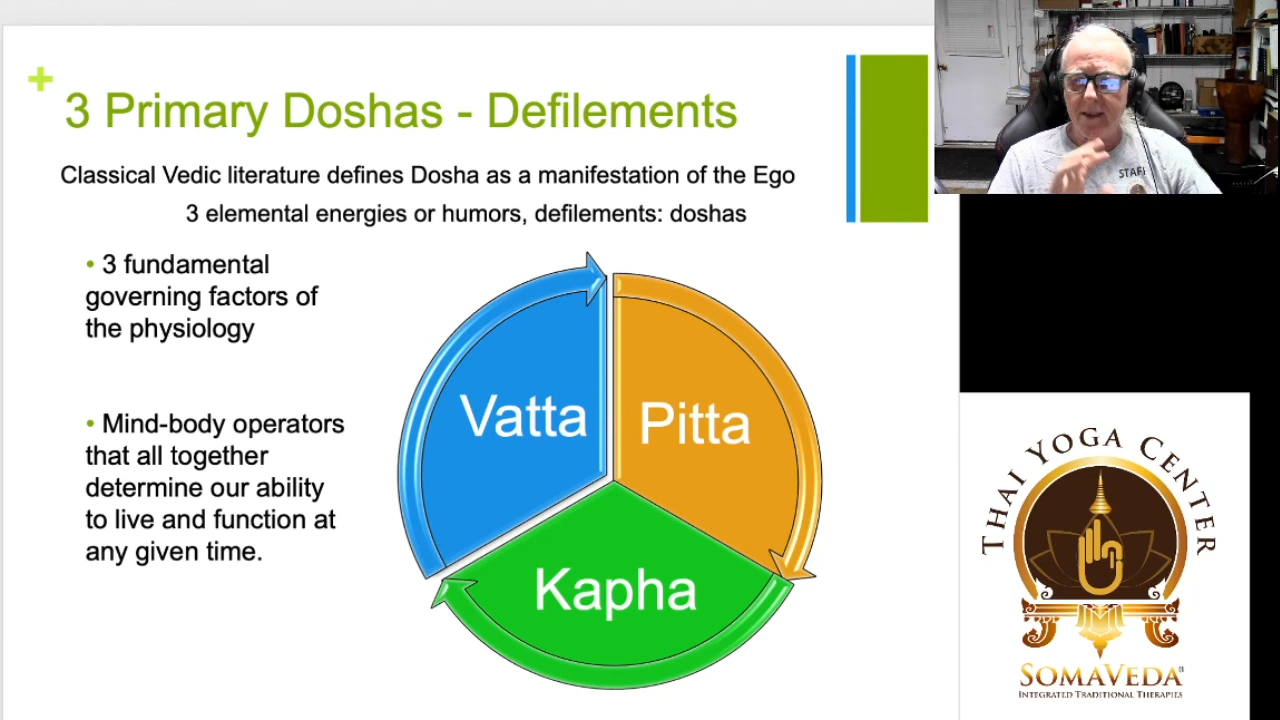 +
3 Primary Doshas - Defilements
Classical Vedic literature defines Dosha as a manifestation of the Ego
3 elemental energies or humors, defilements: doshas
• 3 fundamental
governing factors of
the physiology
• Mind-body operators
that all together
determine our ability
to live and function at
any given time.
Vatta
Pitta
Kapha
STAFF
THAI YOGA CENTER
SOMAVEDA®
INTEGRATED TRADITIONAL THERAPIES